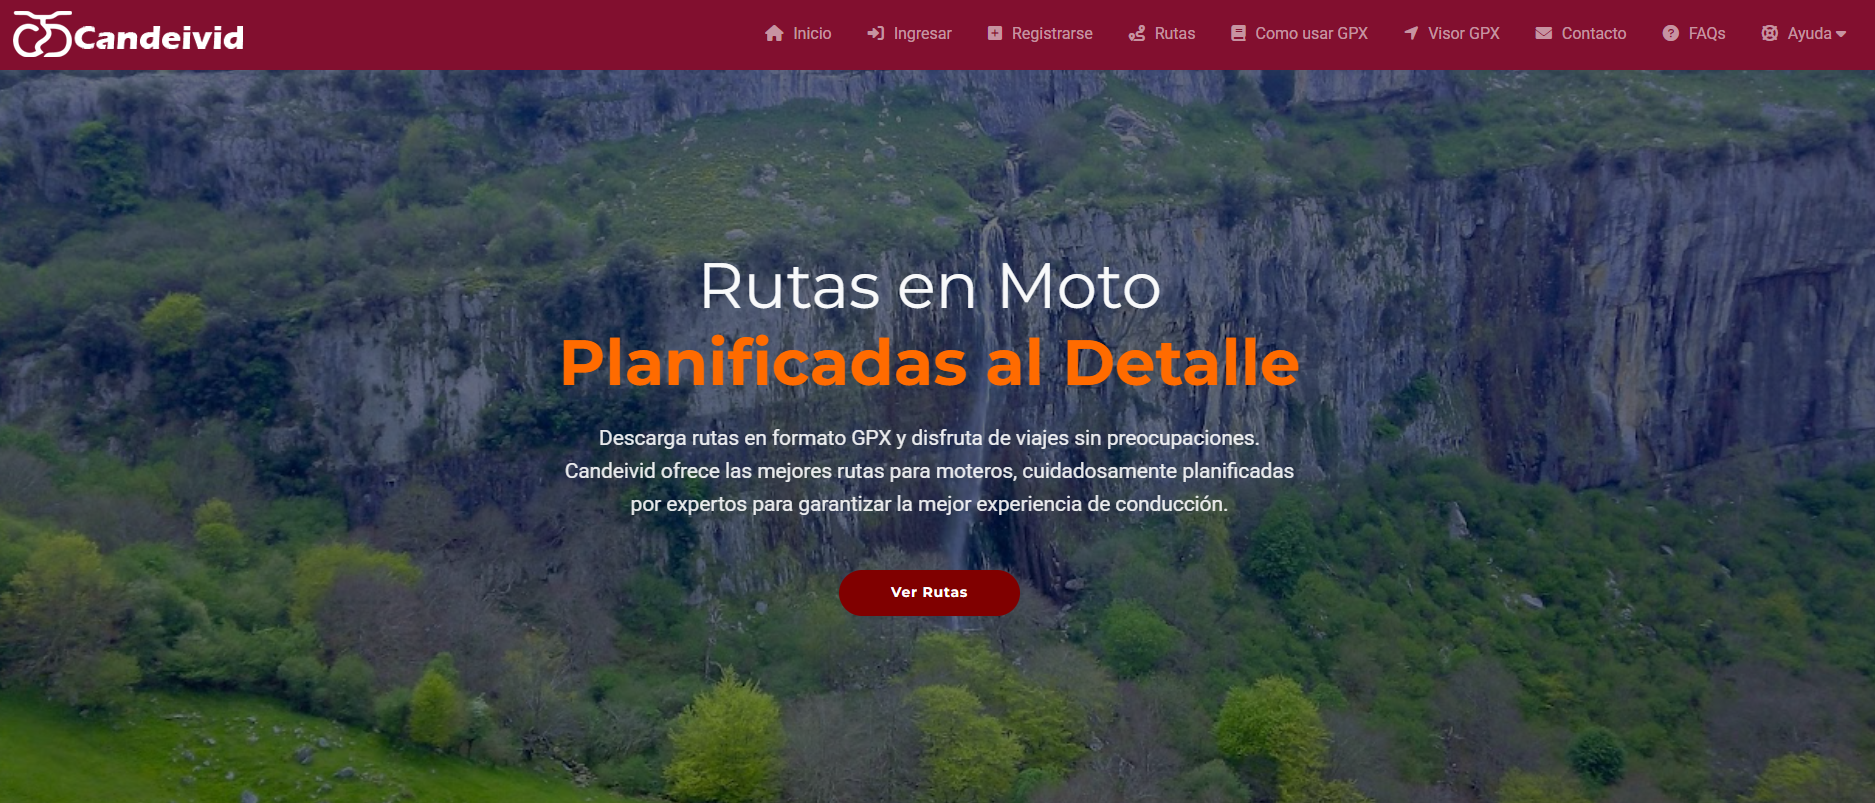 Candeivid
Inicio
Ingresar
Registrarse
Rutas
Como usar GPX
Visor GPX
Contacto
FAQs
Ayuda
Rutas en Moto
Planificadas al Detalle
Descarga rutas en formato GPX y disfruta de viajes sin preocupaciones.
Candeivid ofrece las mejores rutas para moteros, cuidadosamente planificadas
por expertos para garantizar la mejor experiencia de conducción.
Ver Rutas